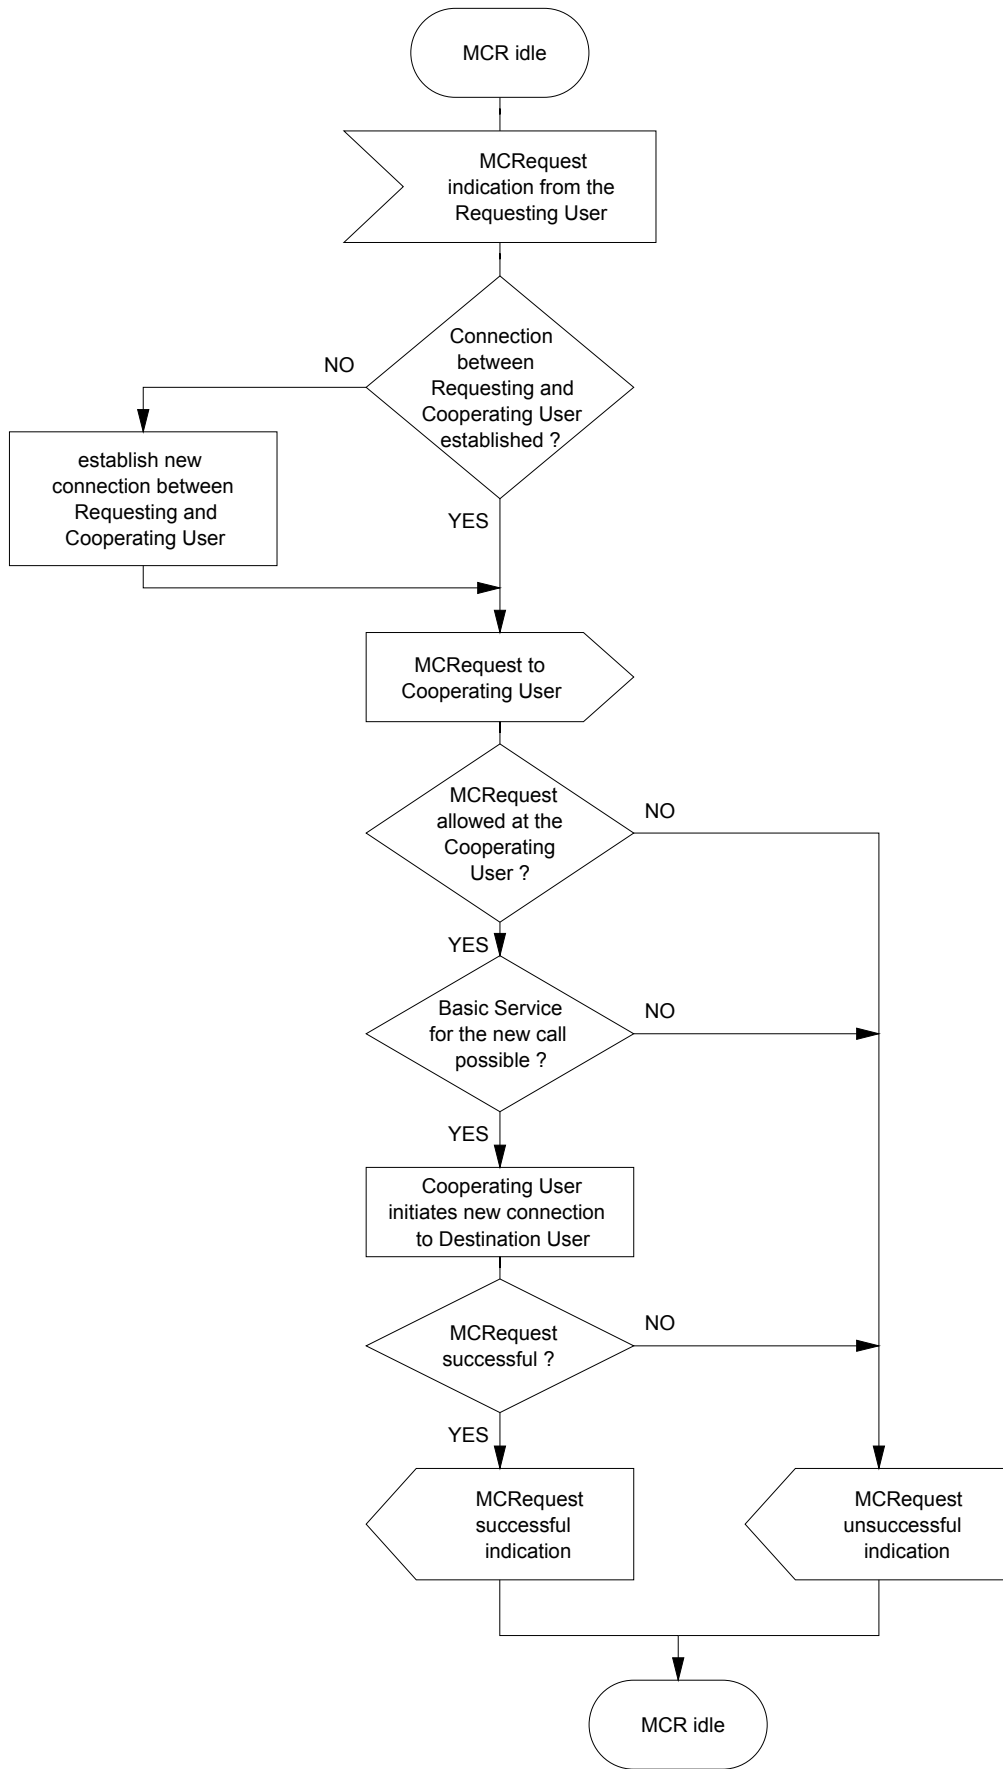 MCR idle
MCRequest
indication from the
Requesting User
Connection
between
Requesting and
Cooperating User
established ?
NO
establish new
connection between
Requesting and
Cooperating User
YES
MCRequest to
Cooperating User
MCRequest
allowed at the
Cooperating
User ?
NO
YES
Basic Service
for the new call
possible ?
NO
YES
Cooperating User
initiates new connection
to Destination User
MCRequest
successful ?
NO
YES
MCRequest
successful
indication
MCRequest
unsuccessful
indication
MCR idle